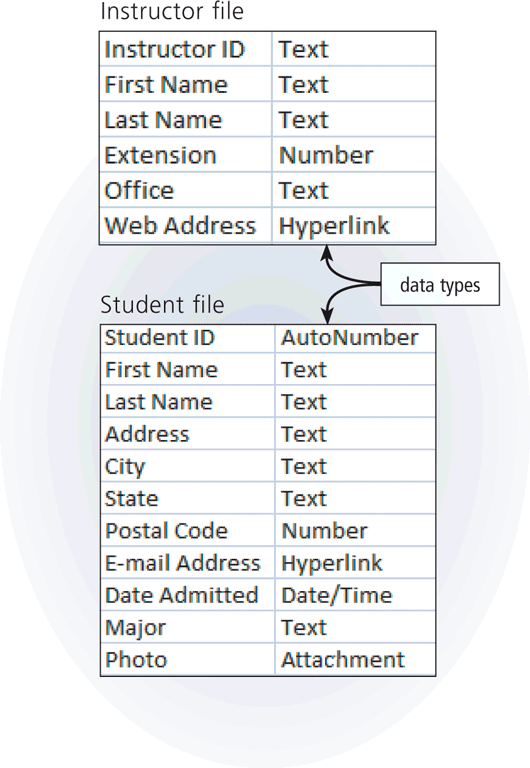 Instructor file
Instructor ID Text
First Name Text
Last Name Text
Extension Number
Office Text
Web Address Hyperlink
data types
Student file
Student ID AutoNumber
First Name Text
Last Name Text
Address Text
City Text
State Text
Postal Code Number
E-mail Address Hyperlink
Date Admitted Date/Time
Major Text
Photo Attachment